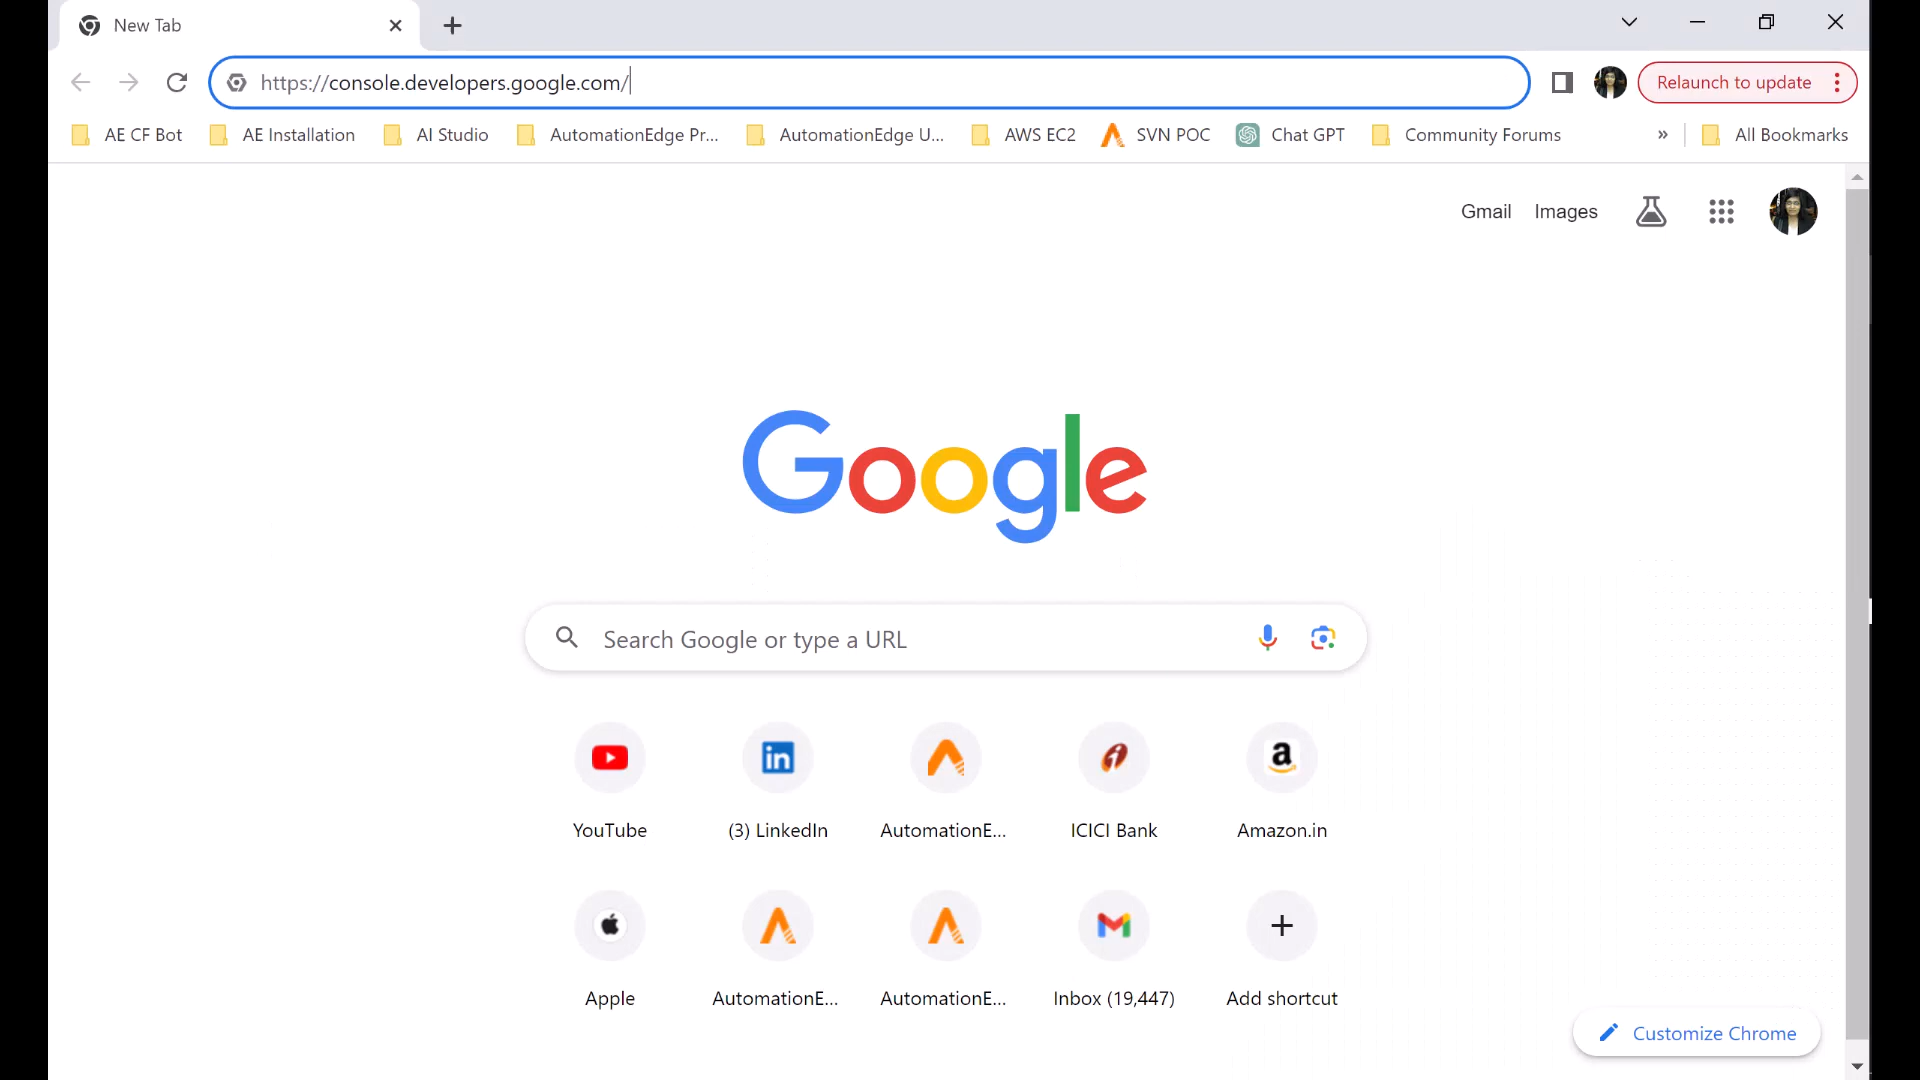 New Tab
https://console.developers.google.com/
Relaunch to update
AE CF Bot
AE Installation
AI Studio
AutomationEdge Pr...
AutomationEdge U...
AWS EC2
SVN POC
Chat GPT
Community Forums
»
All Bookmarks
Gmail
Images
Google
Search Google or type a URL
YouTube
(3) LinkedIn
AutomationE...
ICICI Bank
Amazon.in
Apple
AutomationE...
AutomationE...
Inbox (19,447)
Add shortcut
Customize Chrome